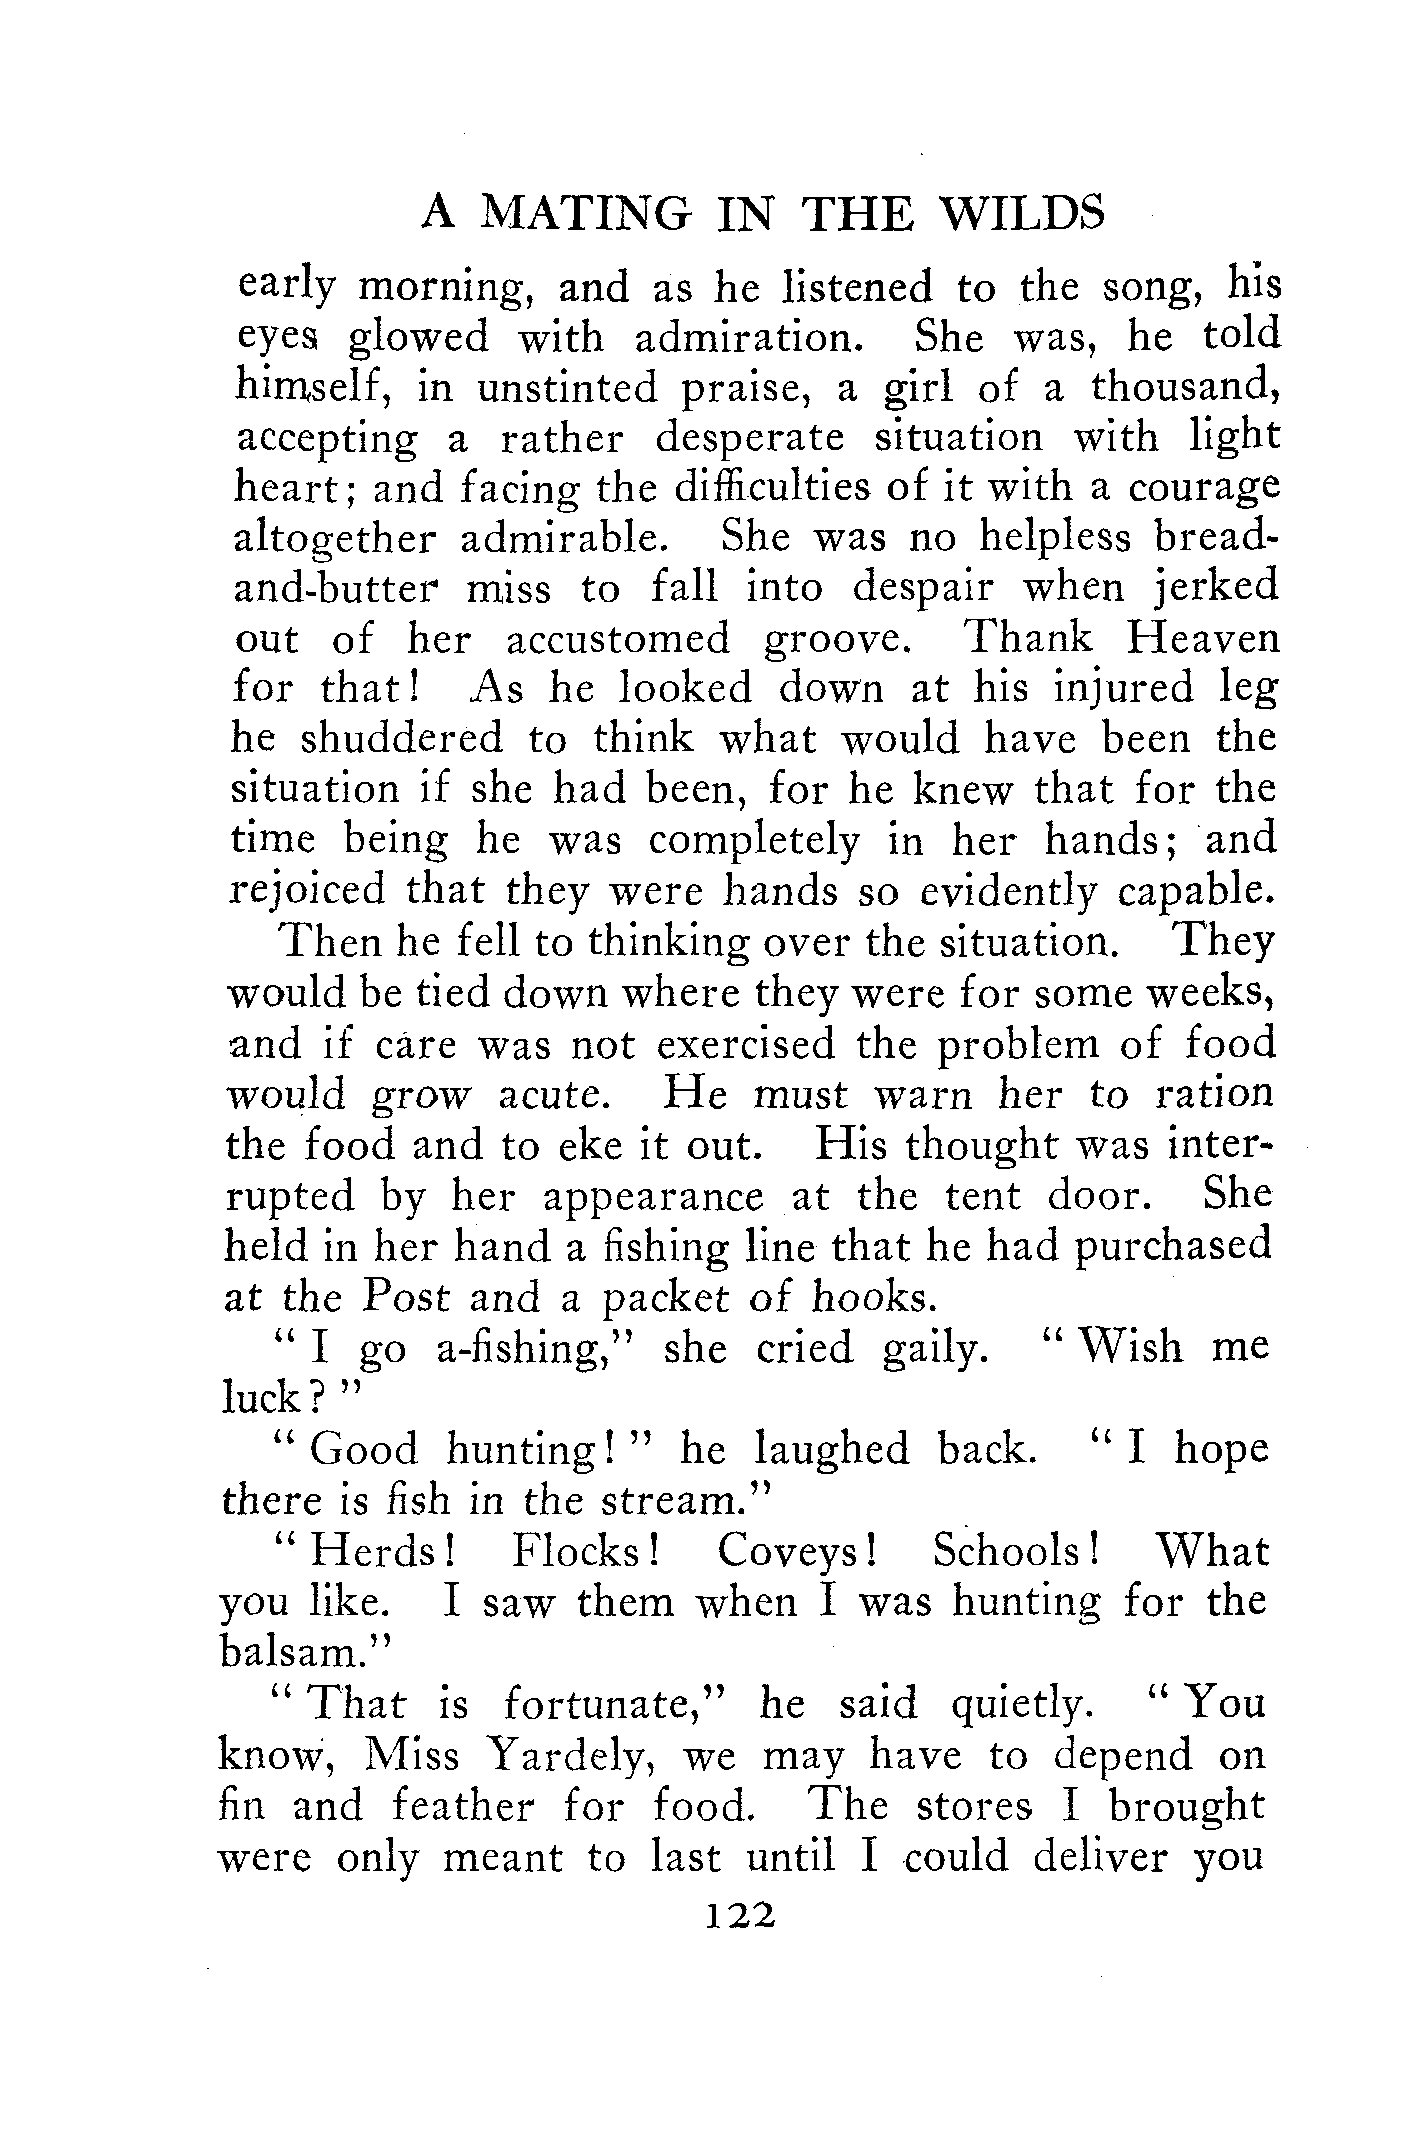 A MATING IN THE WILDS
early morning, and as he listened to the song, his
eyes glowed with admiration. She was, he told
himself, in unstinted praise, a girl of a thousand,
accepting a rather desperate situation with light
heart; and facing the difficulties of it with a courage
altogether admirable. She was no helpless bread-
and-butter miss to fall into despair when jerked
out of her accustomed groove. Thank Heaven
for that! As he looked down at his injured leg
he shuddered to think what would have been the
situation if she had been, for he knew that for the
time being he was completely in her hands; and
rejoiced that they were hands so evidently capable.
Then he fell to thinking over the situation. They
would be tied down where they were for some weeks,
and if care was not exercised the problem of food
would grow acute. He must warn her to ration
the food and to eke it out. His thought was inter-
rupted by her appearance at the tent door. She
held in her hand a fishing line that he had purchased
at the Post and a packet of hooks.
“ I go a-fishing,” she cried gaily. “ Wish me
luck? ”
“ Good hunting! ” he laughed back. “ I hope
there is fish in the stream.”
“ Herds! Flocks! Coveys! Schools! What
you like. I saw them when I was hunting for the
balsam.”
“ That is fortunate,” he said quietly. “ You
know, Miss Yardely, we may have to depend on
fin and feather for food. The stores I brought
were only meant to last until I could deliver you
122